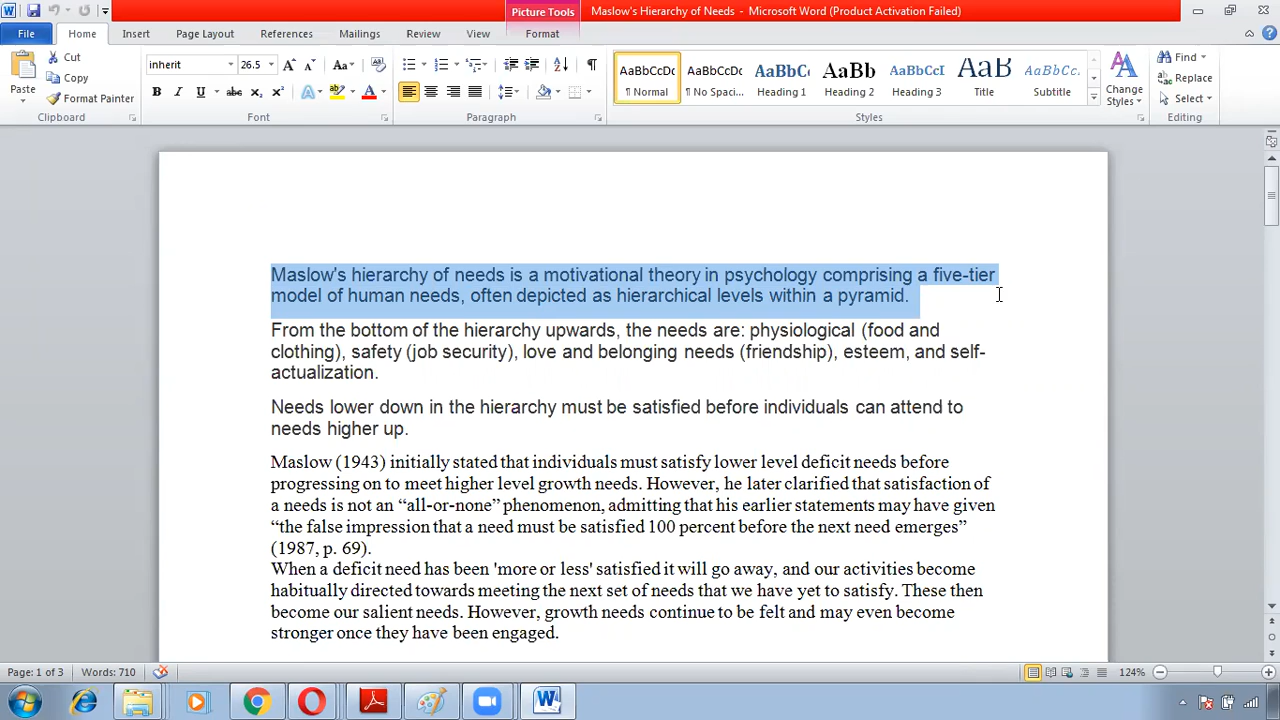 Picture Tools
Maslow's Hierarchy of Needs - Microsoft Word (Product Activation Failed)
File Home Insert Page Layout References Mailings Review View Format
Paste
Cut
Copy
Format Painter
Clipboard
inherit 26.5
Font
Paragraph
AaBbCcDc AaBbCcDc AaBbC AaBb AaBbCcI AaB AaBbCc.
¶ Normal ¶ No Spaci... Heading 1 Heading 2 Heading 3 Title Subtitle
Change Styles
Styles
Find
Replace
Select
Editing
Maslow's hierarchy of needs is a motivational theory in psychology comprising a five-tier
model of human needs, often depicted as hierarchical levels within a pyramid.
From the bottom of the hierarchy upwards, the needs are: physiological (food and
clothing), safety (job security), love and belonging needs (friendship), esteem, and self-
actualization.
Needs lower down in the hierarchy must be satisfied before individuals can attend to
needs higher up.
Maslow (1943) initially stated that individuals must satisfy lower level deficit needs before
progressing on to meet higher level growth needs. However, he later clarified that satisfaction of
a needs is not an “all-or-none” phenomenon, admitting that his earlier statements may have given
“the false impression that a need must be satisfied 100 percent before the next need emerges”
(1987, p. 69).
When a deficit need has been 'more or less' satisfied it will go away, and our activities become
habitually directed towards meeting the next set of needs that we have yet to satisfy. These then
become our salient needs. However, growth needs continue to be felt and may even become
stronger once they have been engaged.
Page: 1 of 3 Words: 710 124%